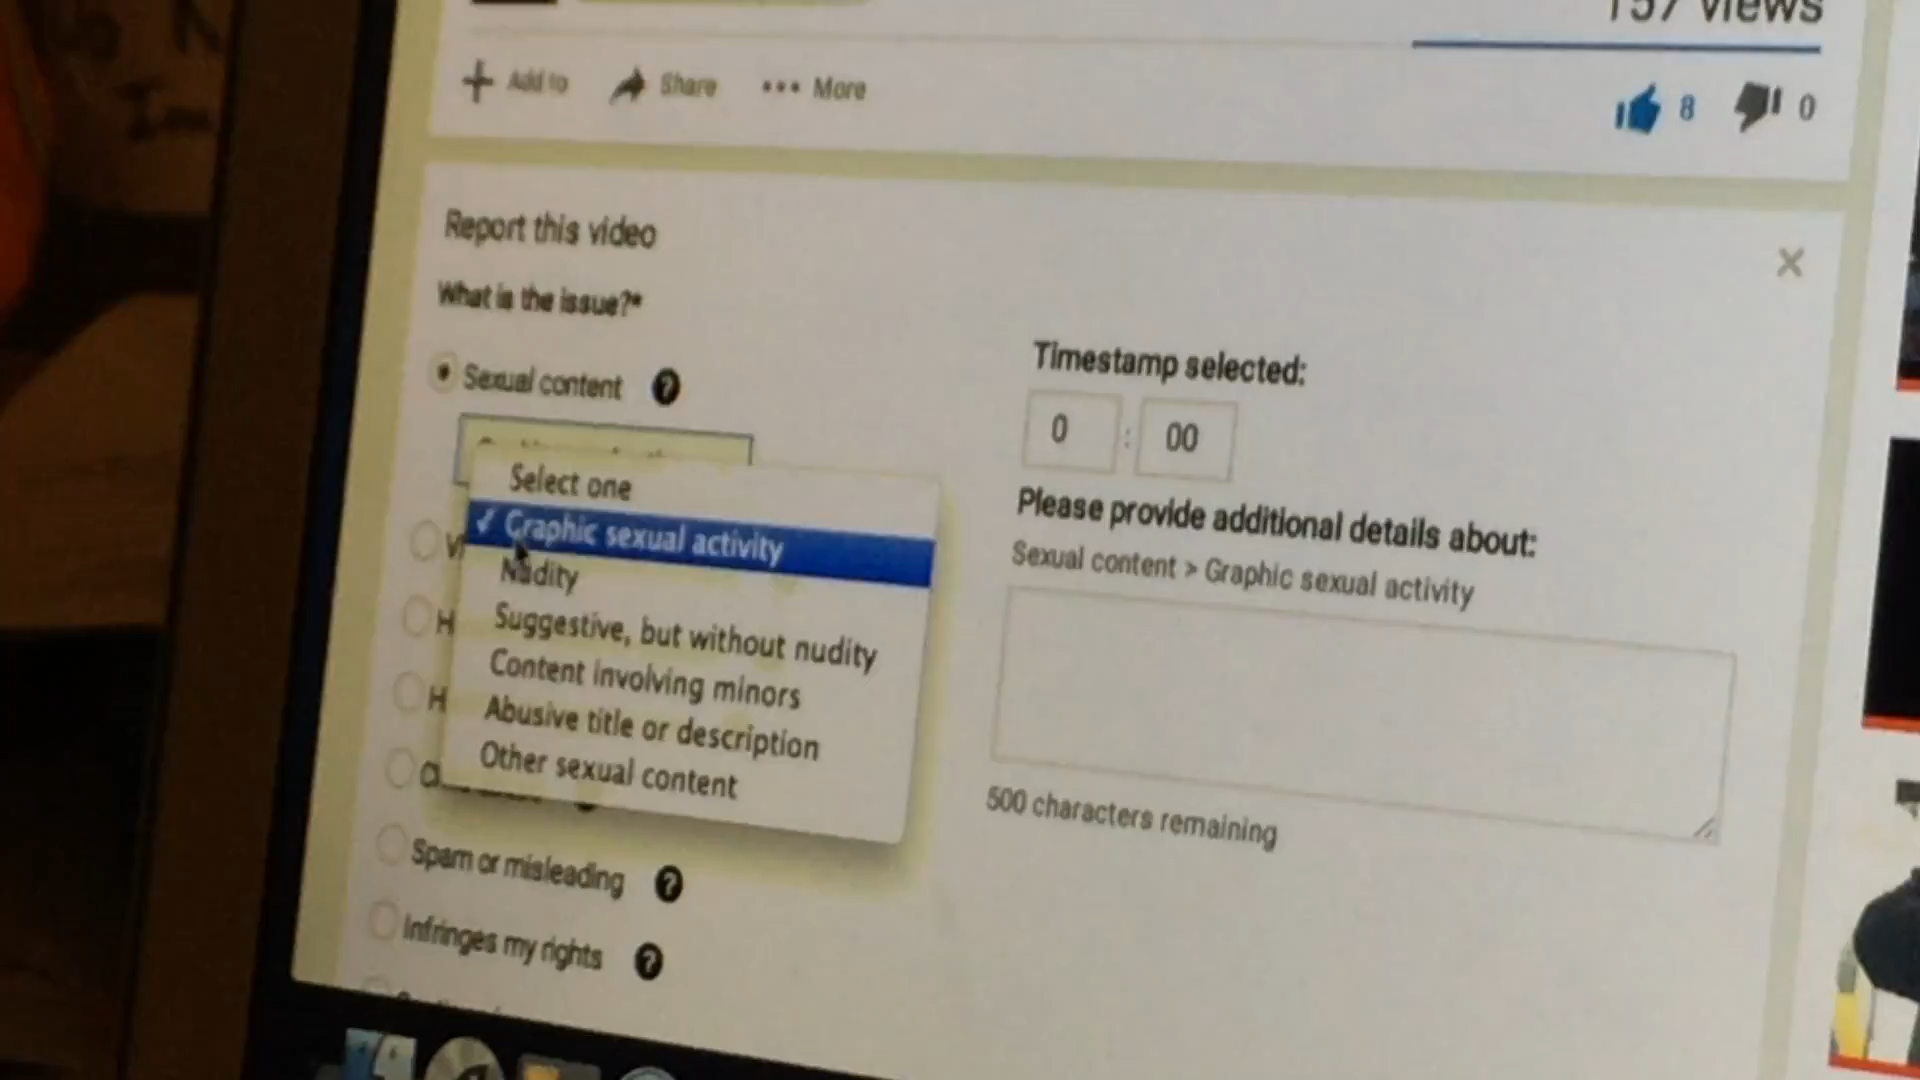 157 views
Add to Share More
8 0
Report this video
What is the issue?*
Sexual content ?
Timestamp selected:
0 : 00
Select one
✓ Graphic sexual activity
Nudity
Suggestive, but without nudity
Content involving minors
Abusive title or description
Other sexual content
Please provide additional details about:
Sexual content > Graphic sexual activity
500 characters remaining
V
H
H
Spam or misleading ?
Infringes my rights ?